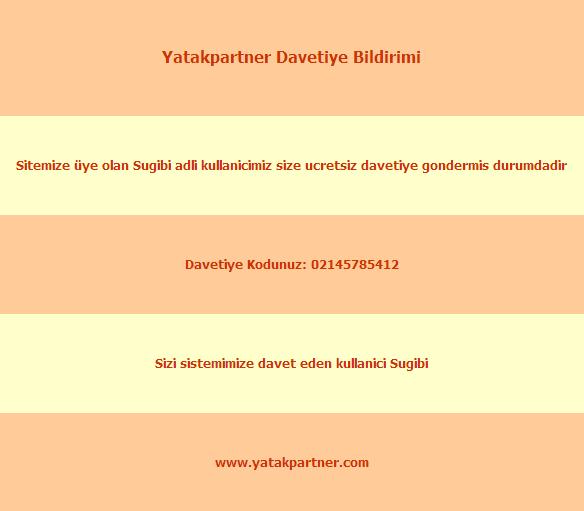 Yatakpartner Davetiye Bildirimi
Sitemize üye olan Sugibi adli kullanicimiz size ucretsiz davetiye gondermis durumdadir
Davetiye Kodunuz: 02145785412
Sizi sistemimize davet eden kullanici Sugibi
www.yatakpartner.com